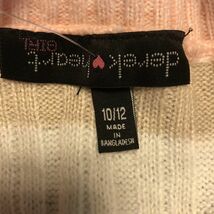 derek ♥ heart
GIRL
10/12
MADE
IN
BANGLADESH